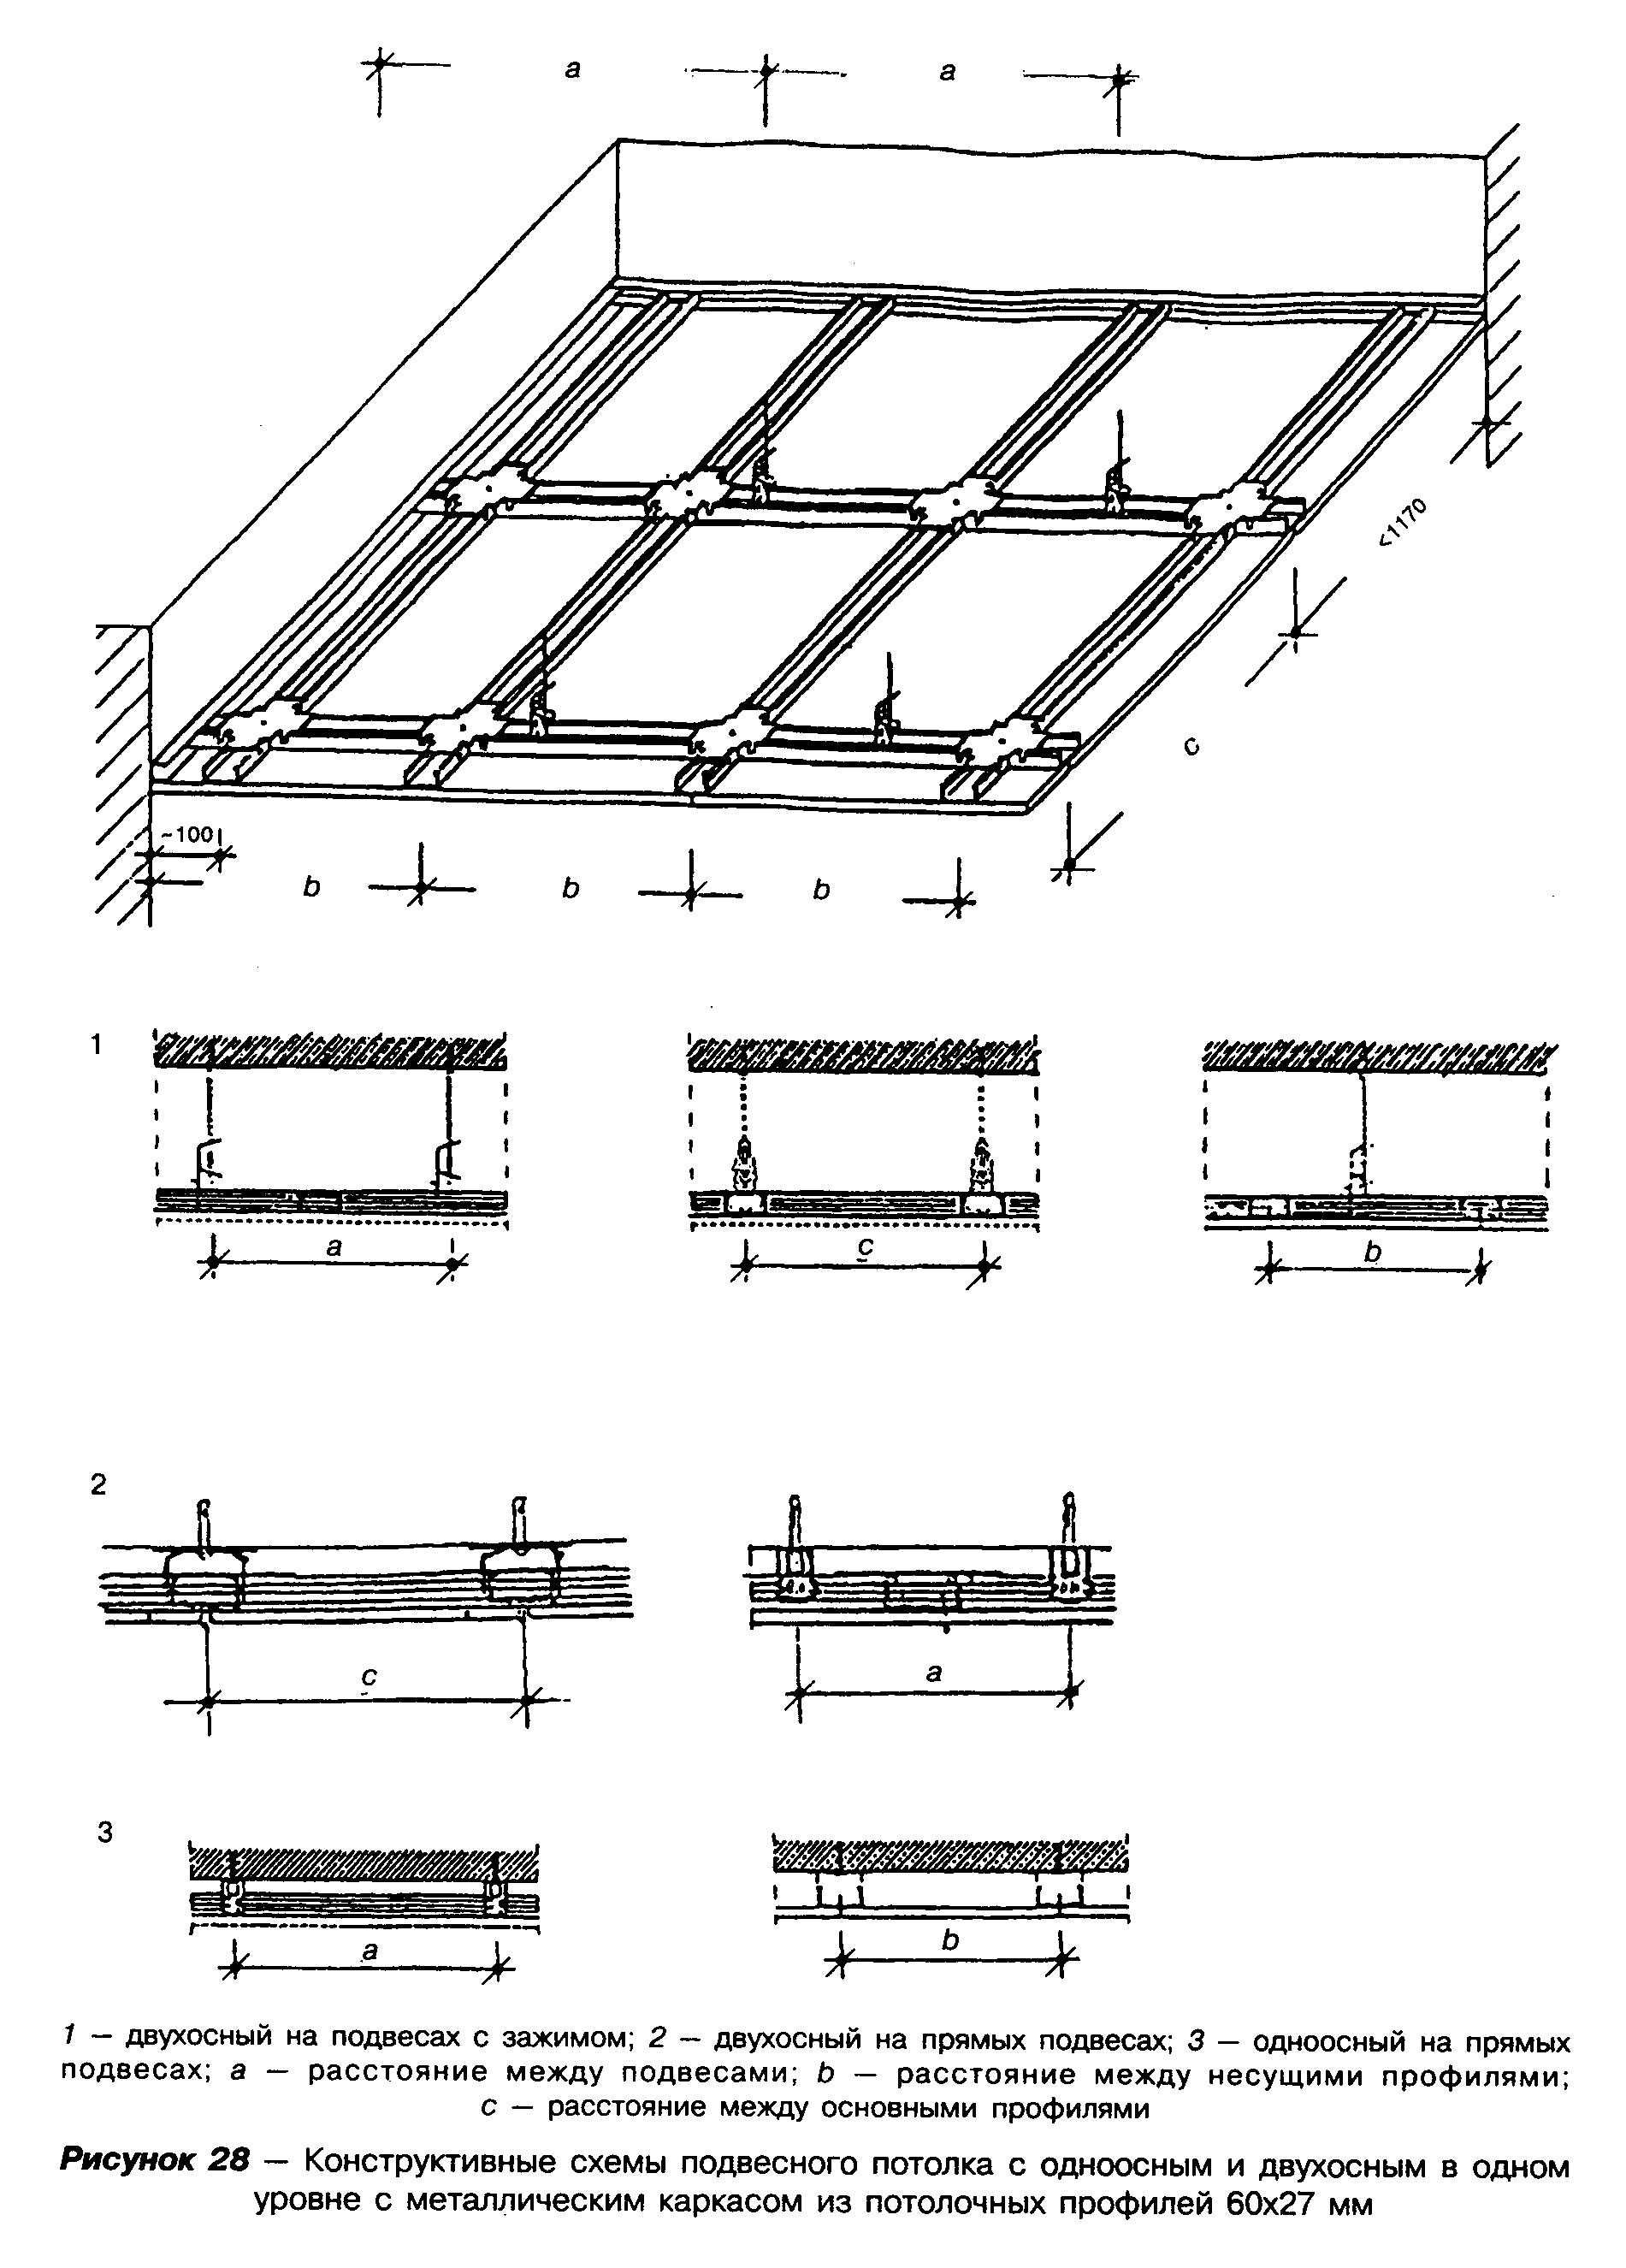 a a
<1170
c
~100
b b b
1
a c b
2
c a
3
a b
1 — двухосный на подвесах с зажимом; 2 — двухосный на прямых подвесах; 3 — одноосный на прямых
подвесах; a — расстояние между подвесами; b — расстояние между несущими профилями;
c — расстояние между основными профилями
Рисунок 28 — Конструктивные схемы подвесного потолка с одноосным и двухосным в одном
уровне с металлическим каркасом из потолочных профилей 60х27 мм